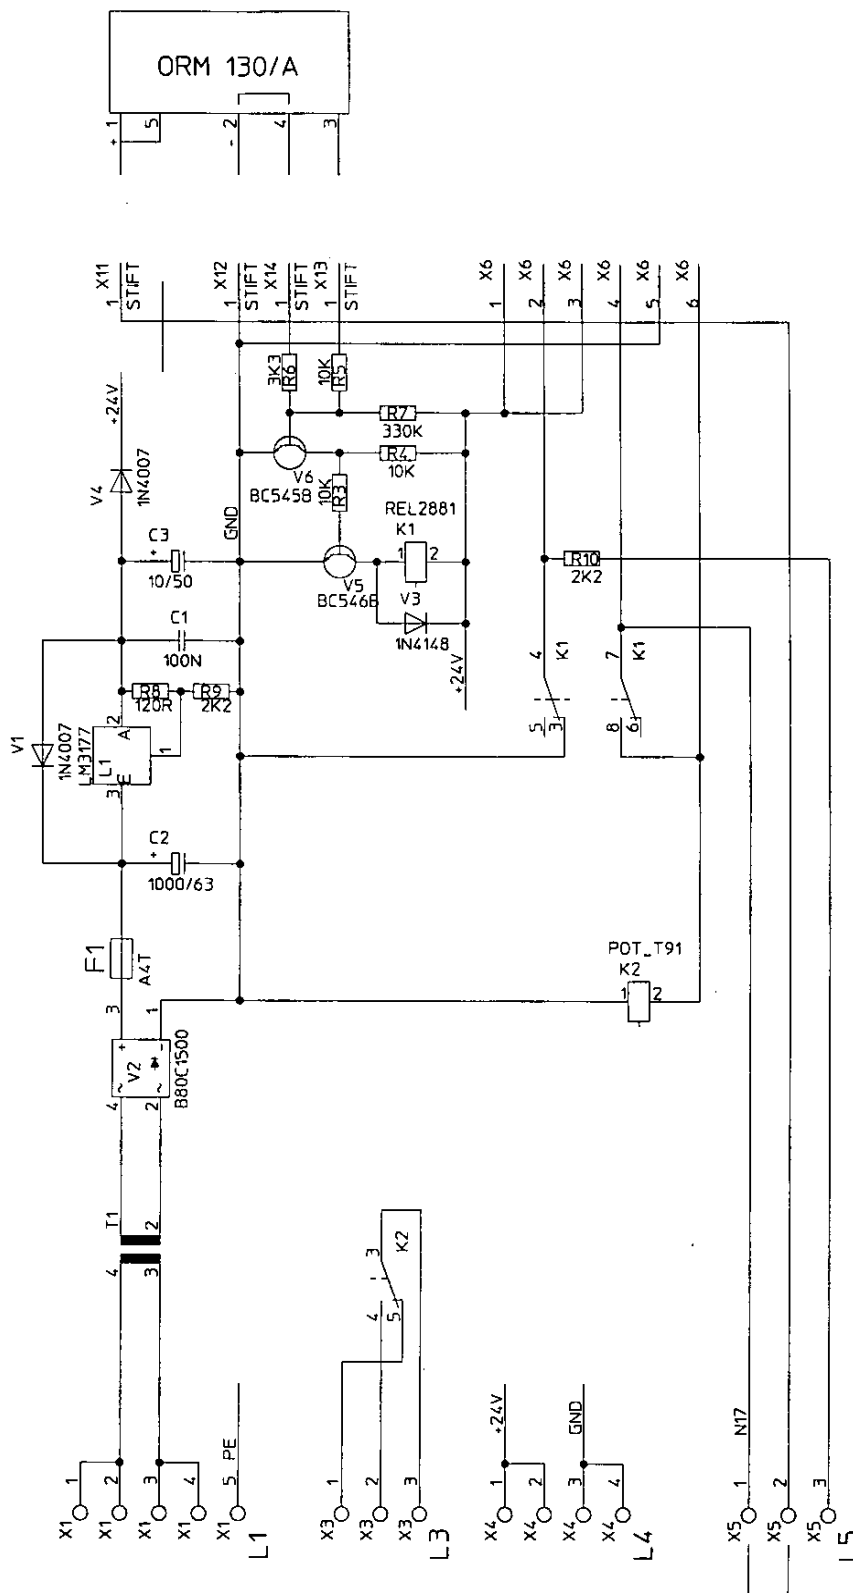 ORM 130/A
+ 1
5
- 2
4
3
X11
1
STIFT
X12
1
STIFT
X14
1
STIFT
X13
1
STIFT
X6
1
X6
2
X6
3
X6
4
X6
5
X6
6
+24V
V4
1N4007
GND
3K3
R6
10K
R5
R7
330K
R4
10K
V6
BC545B
10K
R3
REL2881
K1
1
2
V5
BC546B
V3
1N4148
+24V
C3
+
10/50
C1
100N
R8
120R
R9
2K2
V1
1N4007
LM3177
L1
A
2
E
3
1
C2
+
1000/63
R10
2K2
4
K1
5
3
7
K1
8
6
F1
A4T
POT_T91
K2
1
2
3
1
+
-
V2
~
~
B80C1500
4
2
T1
2
4
3
3
K2
4
5
X1
1
X1
2
X1
3
X1
4
X1
5
PE
L1
X3
1
X3
2
X3
3
L3
X4
1
+24V
X4
2
X4
3
GND
X4
4
L4
X5
1
N17
X5
2
X5
3
L5